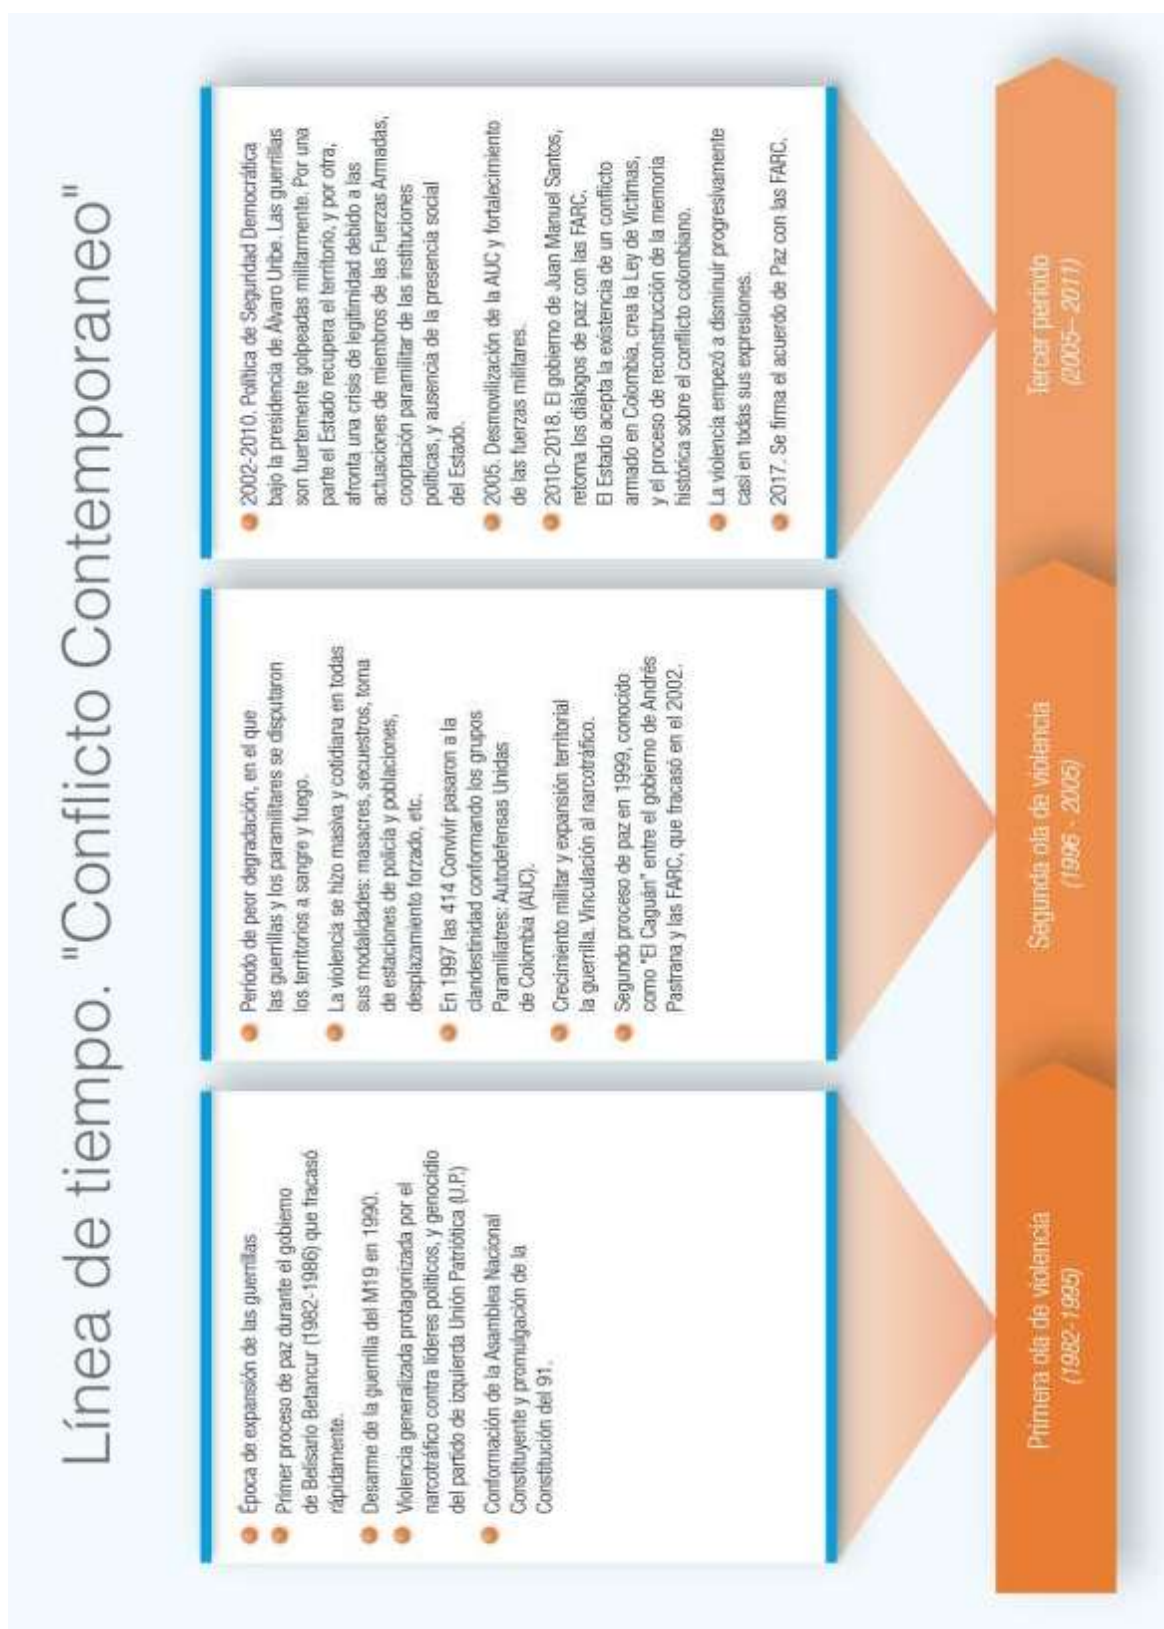 Línea de tiempo. "Conflicto Contemporaneo"
Época de expansión de las guerrillas
Primer proceso de paz durante el gobierno
de Belisario Betancur (1982-1986) que fracasó
rápidamente.
Desarme de la guerrilla del M19 en 1990.
Violencia generalizada protagonizada por el
narcotráfico contra líderes políticos, y genocidio
del partido de izquierda Unión Patriótica (U.P.)
Conformación de la Asamblea Nacional
Constituyente y promulgación de la
Constitución del 91.
Primera ola de violencia
(1982-1995)
Período de peor degradación, en el que
las guerrillas y los paramilitares se disputaron
los territorios a sangre y fuego.
La violencia se hizo masiva y cotidiana en todas
sus modalidades: masacres, secuestros, toma
de estaciones de policía y poblaciones,
desplazamiento forzado, etc.
En 1997 las 414 Convivir pasaron a la
clandestinidad conformando los grupos
Paramiliatres: Autodefensas Unidas
de Colombia (AUC).
Crecimiento militar y expansión territorial
la guerrilla. Vinculación al narcotráfico.
Segundo proceso de paz en 1999, conocido
como "El Caguán" entre el gobierno de Andrés
Pastrana y las FARC, que fracasó en el 2002.
Segunda ola de violencia
(1996 - 2005)
2002-2010. Política de Seguridad Democrática
bajo la presidencia de Álvaro Uribe. Las guerrillas
son fuertemente golpeadas militarmente. Por una
parte el Estado recupera el territorio, y por otra,
afronta una crisis de legitimidad debido a las
actuaciones de miembros de las Fuerzas Armadas,
cooptación paramilitar de las instituciones
políticas, y ausencia de la presencia social
del Estado.
2005. Desmovilización de la AUC y fortalecimiento
de las fuerzas militares.
2010-2018. El gobierno de Juan Manuel Santos,
retoma los diálogos de paz con las FARC.
El Estado acepta la existencia de un conflicto
armado en Colombia, crea la Ley de Víctimas,
y el proceso de reconstrucción de la memoria
histórica sobre el conflicto colombiano.
La violencia empezó a disminuir progresivamente
casi en todas sus expresiones.
2017. Se firma el acuerdo de Paz con las FARC.
Tercer periodo
(2005– 2011)